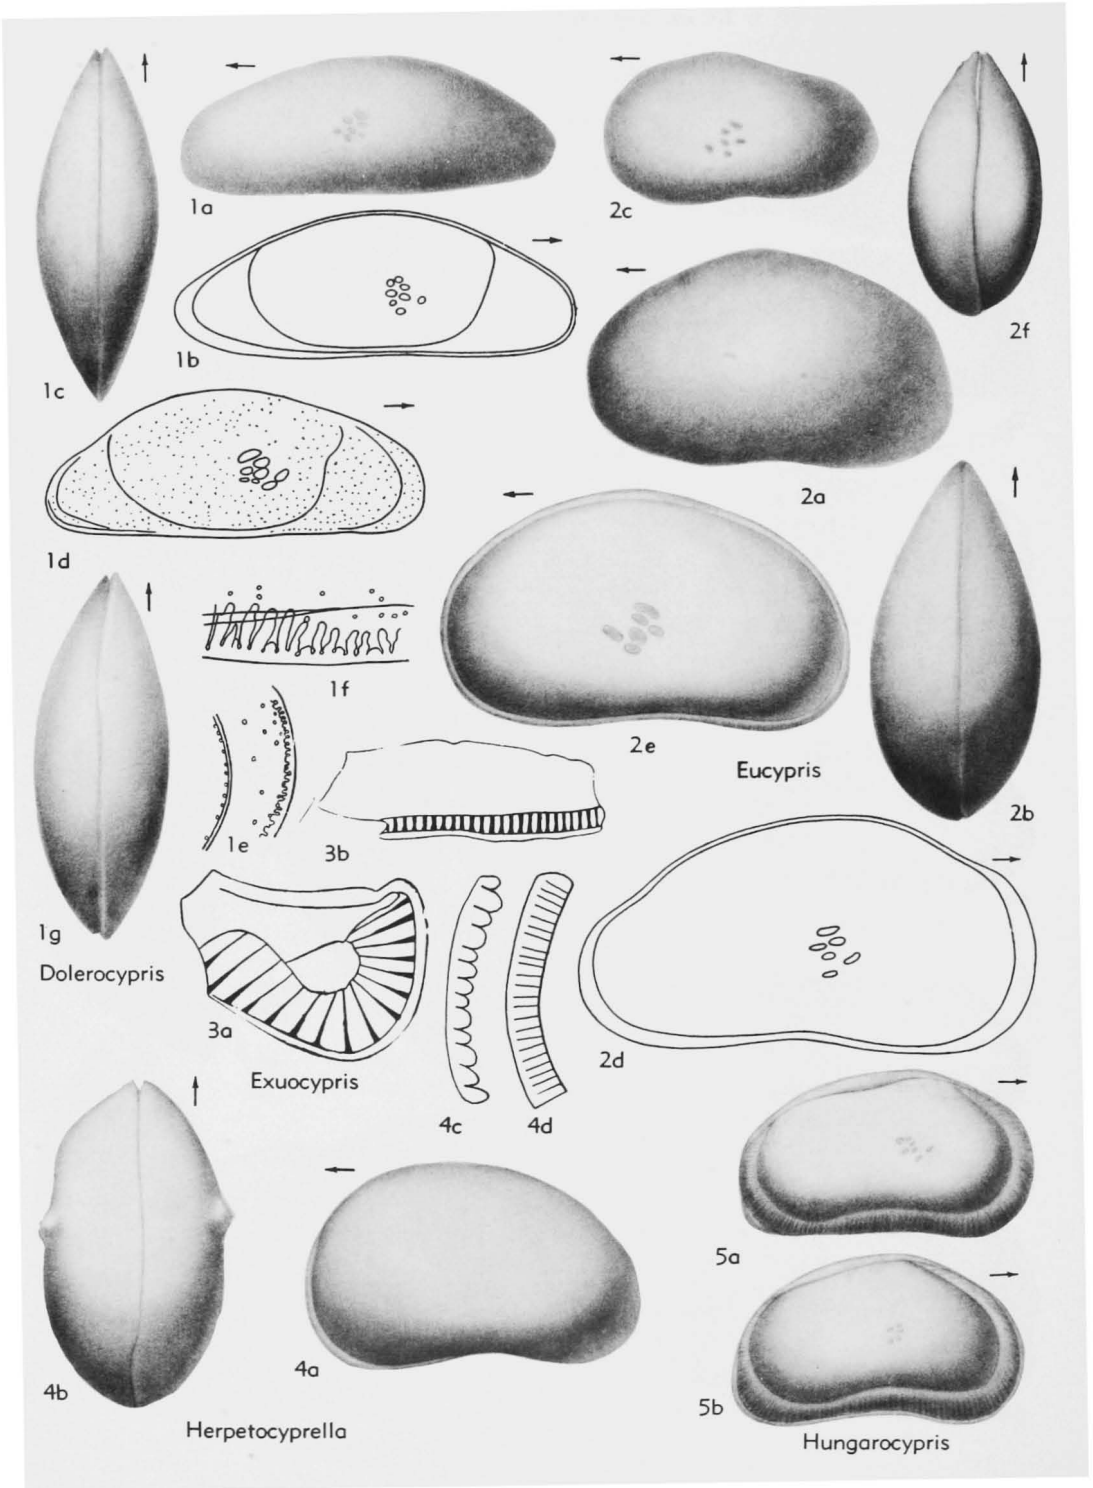 1a
2c
1b
2f
1c
2a
1d
1f
2e
Eucypris
2b
1e
3b
1g
Dolerocypris
3a
2d
Exuocypris
4c
4d
5a
4a
4b
5b
Herpetocyprella
Hungarocypris